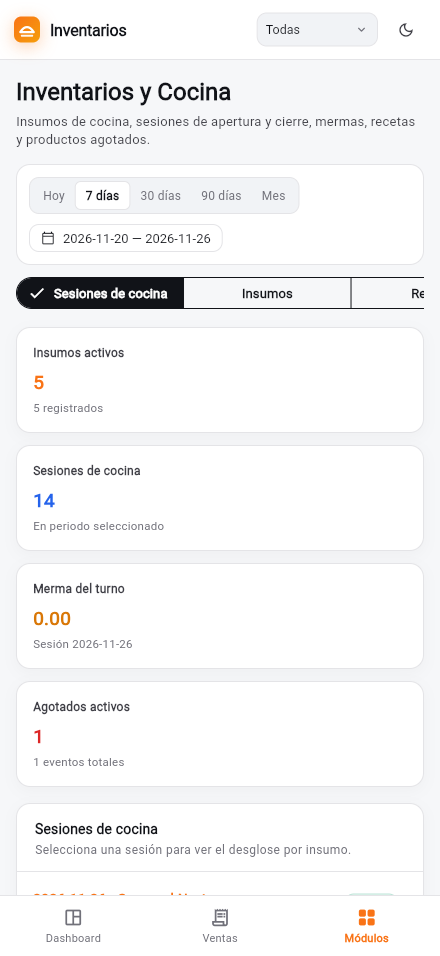 Inventarios
Todas
Inventarios y Cocina
Insumos de cocina, sesiones de apertura y cierre, mermas, recetas
y productos agotados.
Hoy
7 días
30 días
90 días
Mes
2026-11-20 — 2026-11-26
Sesiones de cocina
Insumos
Re
Insumos activos
5
5 registrados
Sesiones de cocina
14
En periodo seleccionado
Merma del turno
0.00
Sesión 2026-11-26
Agotados activos
1
1 eventos totales
Sesiones de cocina
Selecciona una sesión para ver el desglose por insumo.
Dashboard
Ventas
Módulos